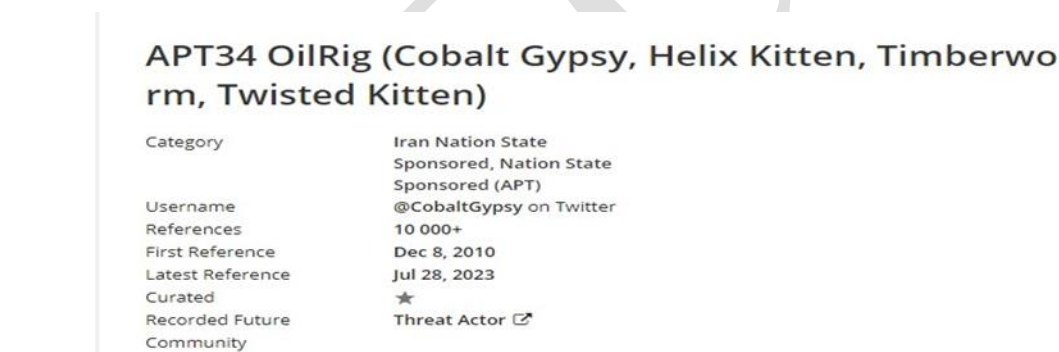 APT34 OilRig (Cobalt Gypsy, Helix Kitten, Timberwo
rm, Twisted Kitten)
Category Iran Nation State
Sponsored, Nation State
Sponsored (APT)
Username @CobaltGypsy on Twitter
References 10 000+
First Reference Dec 8, 2010
Latest Reference Jul 28, 2023
Curated ★
Recorded Future Threat Actor
Community